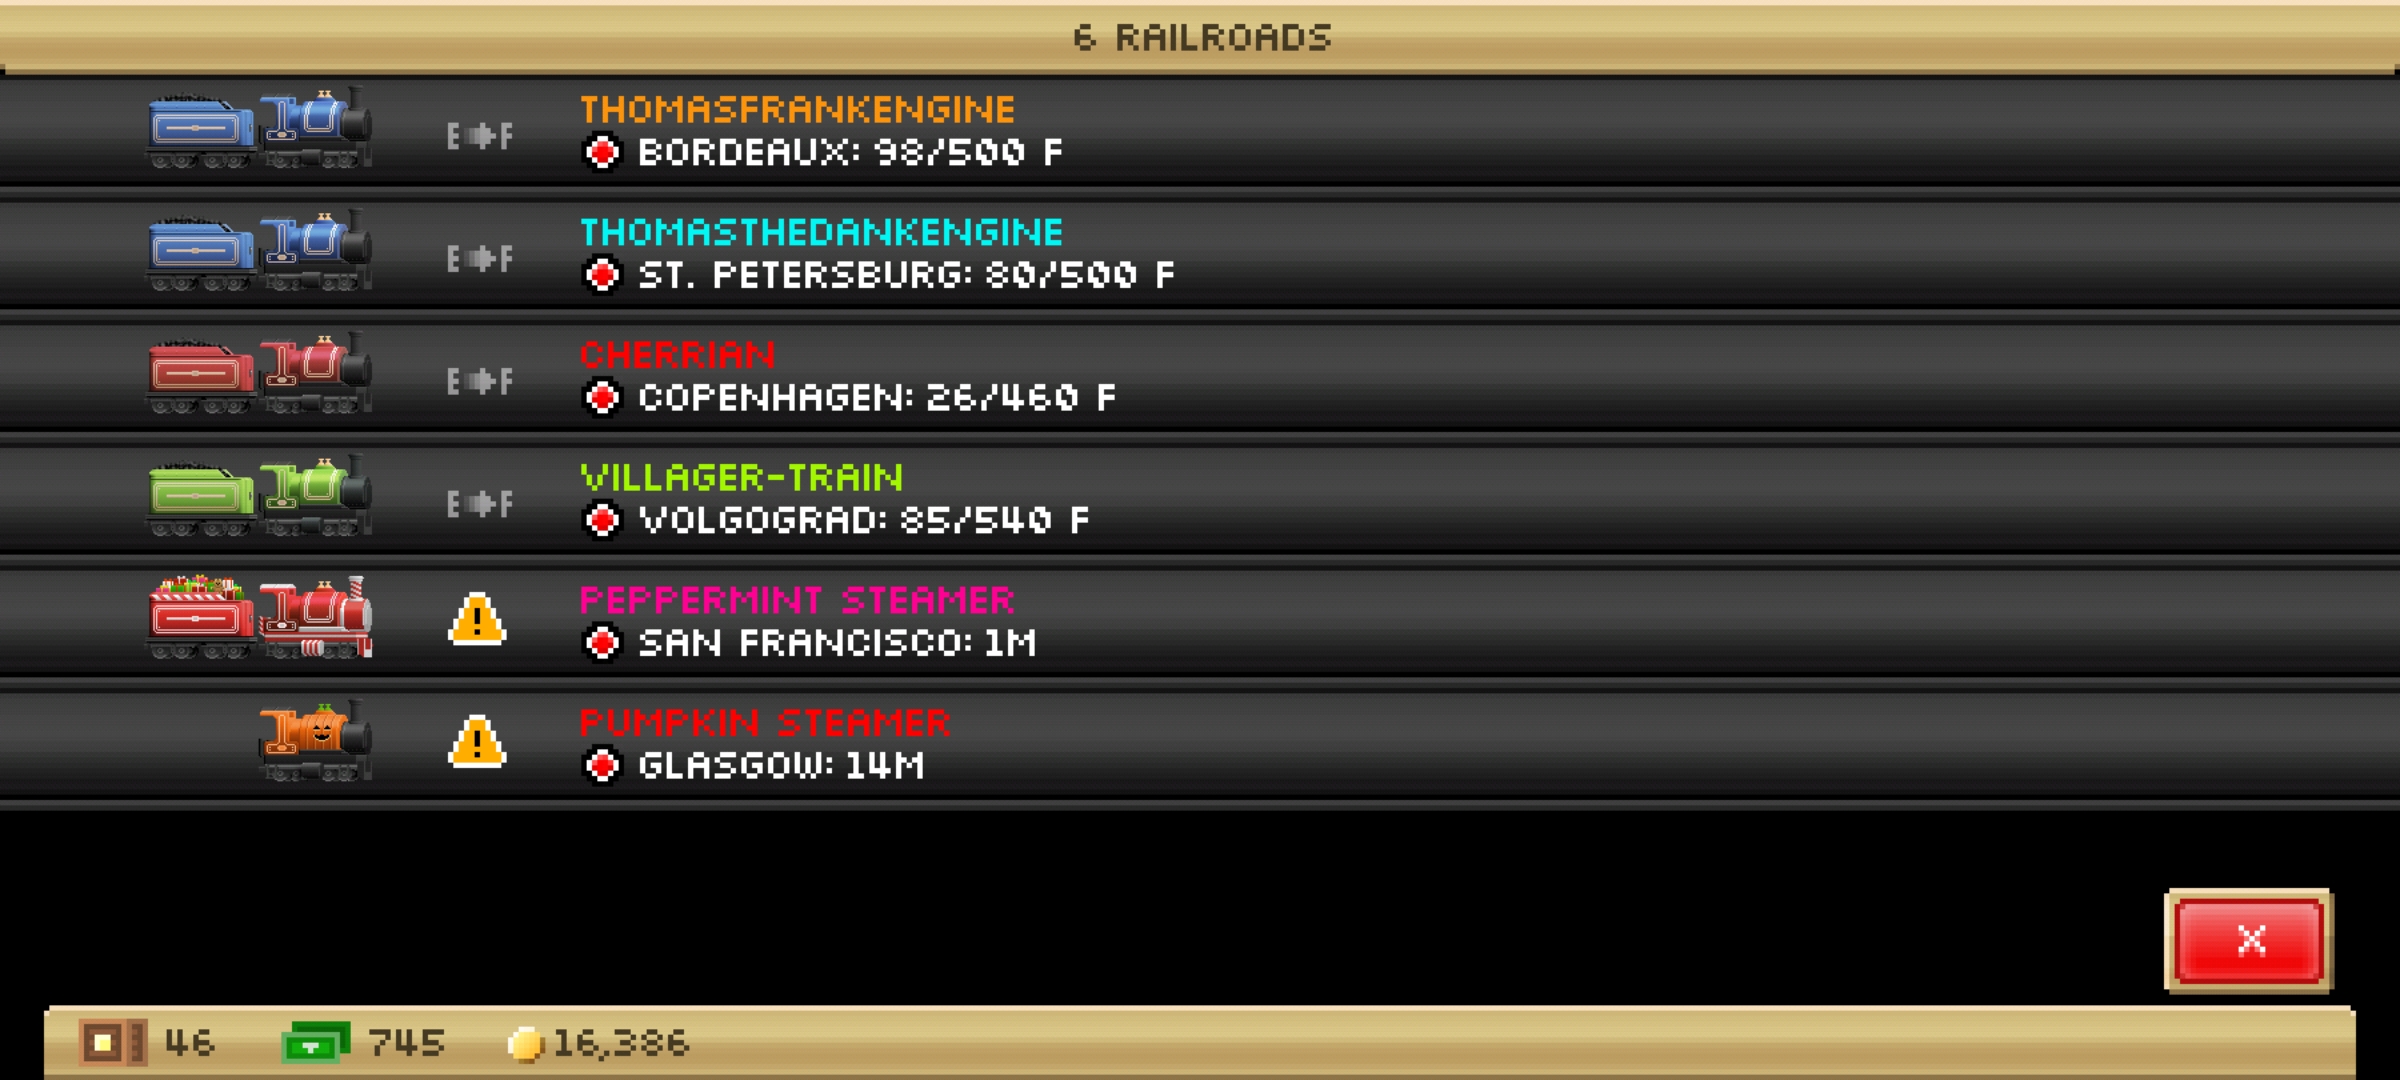 6 RAILROADS
E F
THOMASFRANKENGINE
BORDEAUX: 98/500 F
E F
THOMASTHEDANKENGINE
ST. PETERSBURG: 80/500 F
E F
CHERRIAN
COPENHAGEN: 26/460 F
E F
VILLAGER-TRAIN
VOLGOGRAD: 85/540 F
!
PEPPERMINT STEAMER
SAN FRANCISCO: 1M
!
PUMPKIN STEAMER
GLASGOW: 14M
X
46 745 16,386